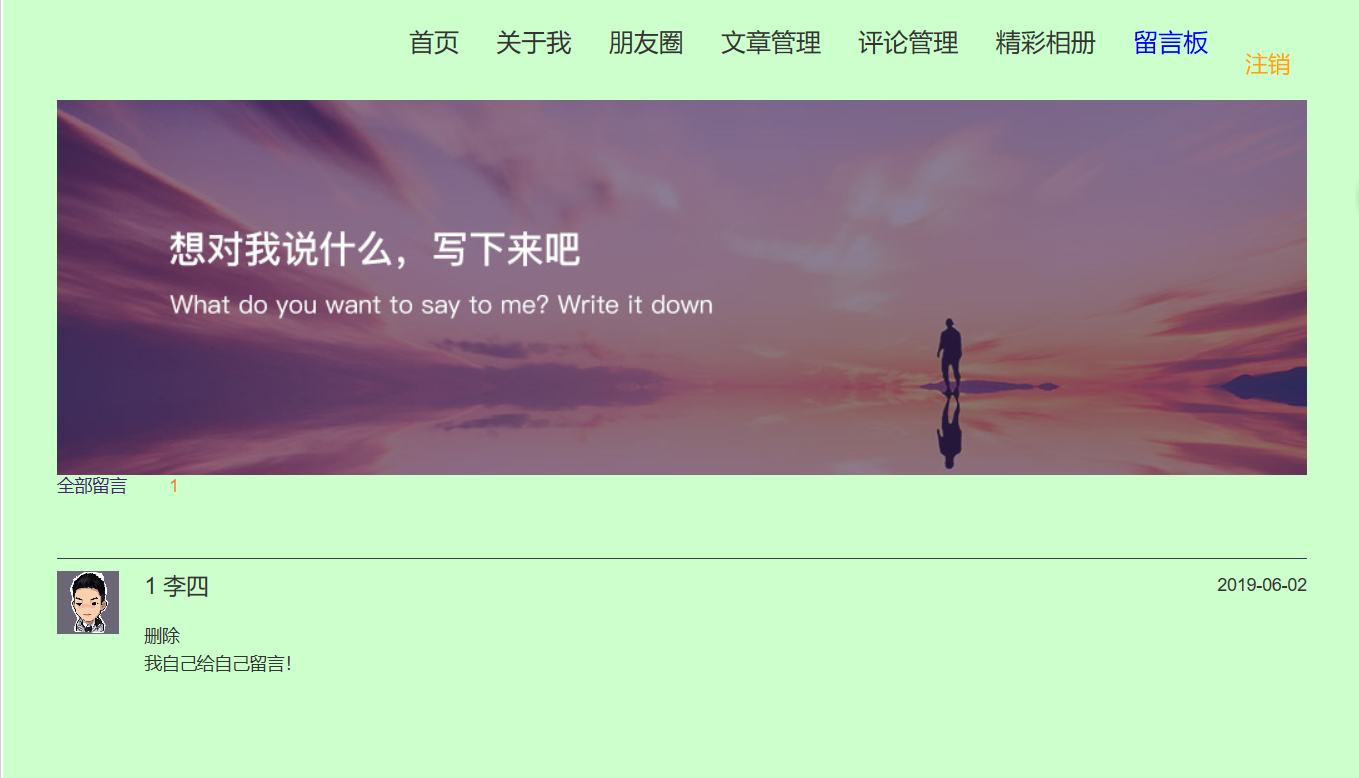 首页 关于我 朋友圈 文章管理 评论管理 精彩相册 留言板 注销
想对我说什么，写下来吧
What do you want to say to me? Write it down
全部留言 1
1 李四 2019-06-02
删除
我自己给自己留言！